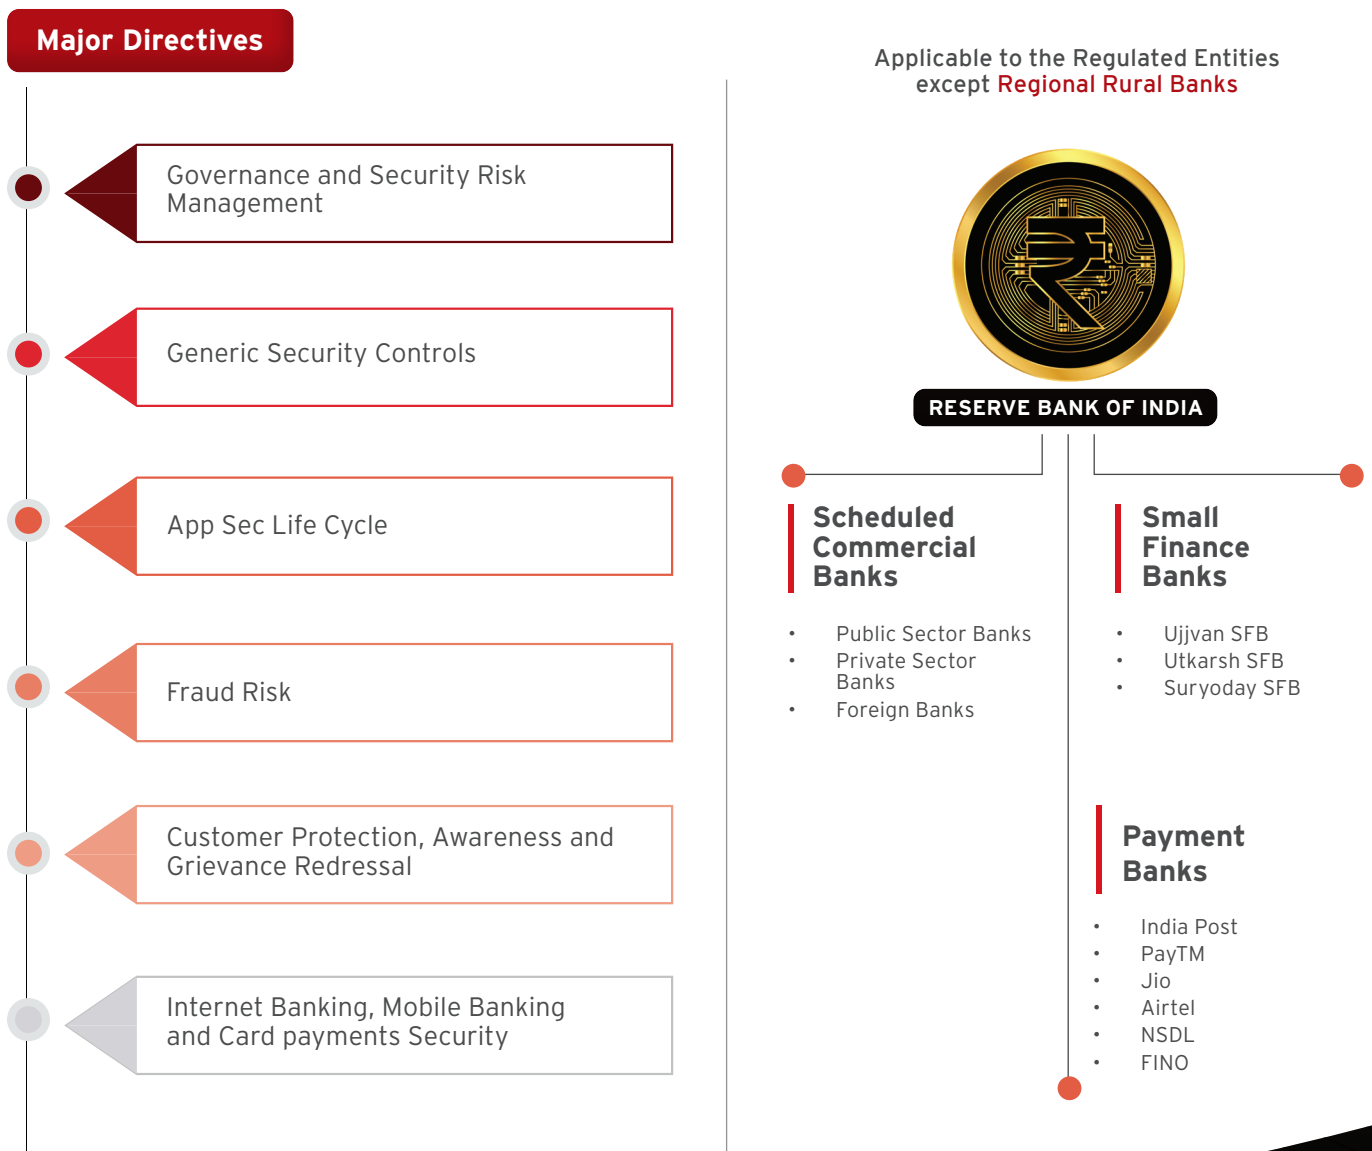 Major Directives
Governance and Security Risk
Management
Generic Security Controls
App Sec Life Cycle
Fraud Risk
Customer Protection, Awareness and
Grievance Redressal
Internet Banking, Mobile Banking
and Card payments Security
Applicable to the Regulated Entities
except Regional Rural Banks
RESERVE BANK OF INDIA
Scheduled
Commercial
Banks
• Public Sector Banks
• Private Sector
Banks
• Foreign Banks
Small
Finance
Banks
• Ujjvan SFB
• Utkarsh SFB
• Suryoday SFB
Payment
Banks
• India Post
• PayTM
• Jio
• Airtel
• NSDL
• FINO